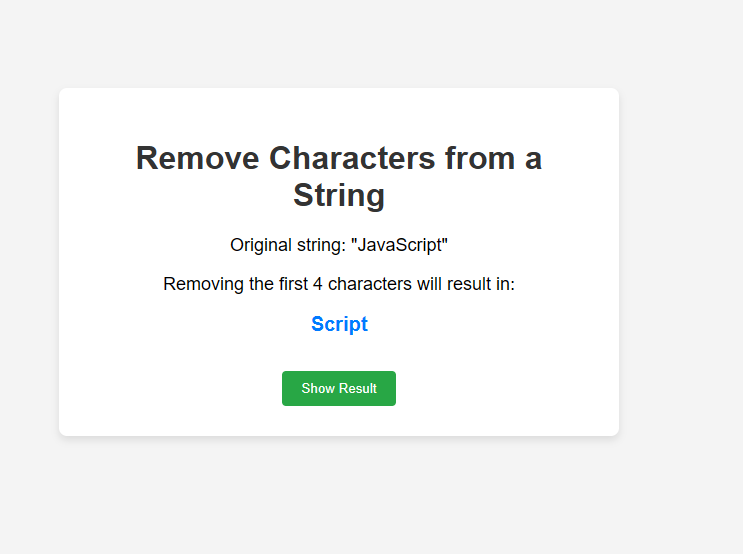 Remove Characters from a
String
Original string: "JavaScript"
Removing the first 4 characters will result in:
Script
Show Result